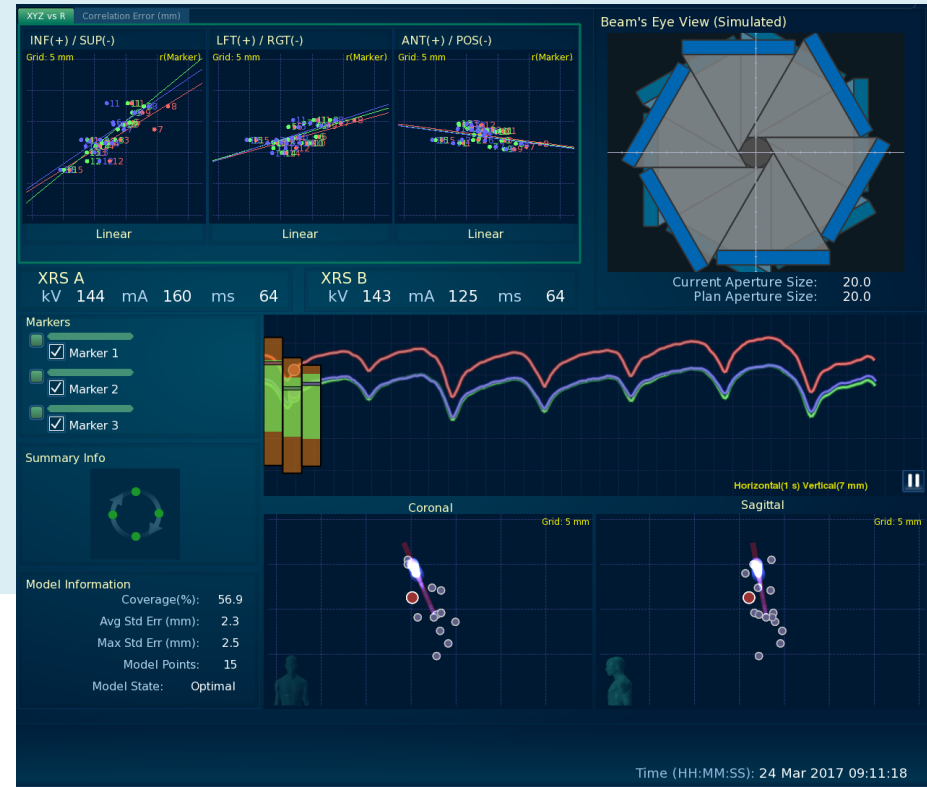 XYZ vs R
Correlation Error (mm)
INF(+) / SUP(-)
LFT(+) / RGT(-)
ANT(+) / POS(-)
Grid: 5 mm
r(Marker)
Grid: 5 mm
r(Marker)
Grid: 5 mm
r(Marker)
Linear
Linear
Linear
Beam's Eye View (Simulated)
Current Aperture Size: 20.0
Plan Aperture Size: 20.0
XRS A
kV 144 mA 160 ms 64
XRS B
kV 143 mA 125 ms 64
Markers
Marker 1
Marker 2
Marker 3
Horizontal(1 s) Vertical(7 mm)
Summary Info
Model Information
Coverage(%): 56.9
Avg Std Err (mm): 2.3
Max Std Err (mm): 2.5
Model Points: 15
Model State: Optimal
Coronal
Grid: 5 mm
Sagittal
Grid: 5 mm
Time (HH:MM:SS): 24 Mar 2017 09:11:18